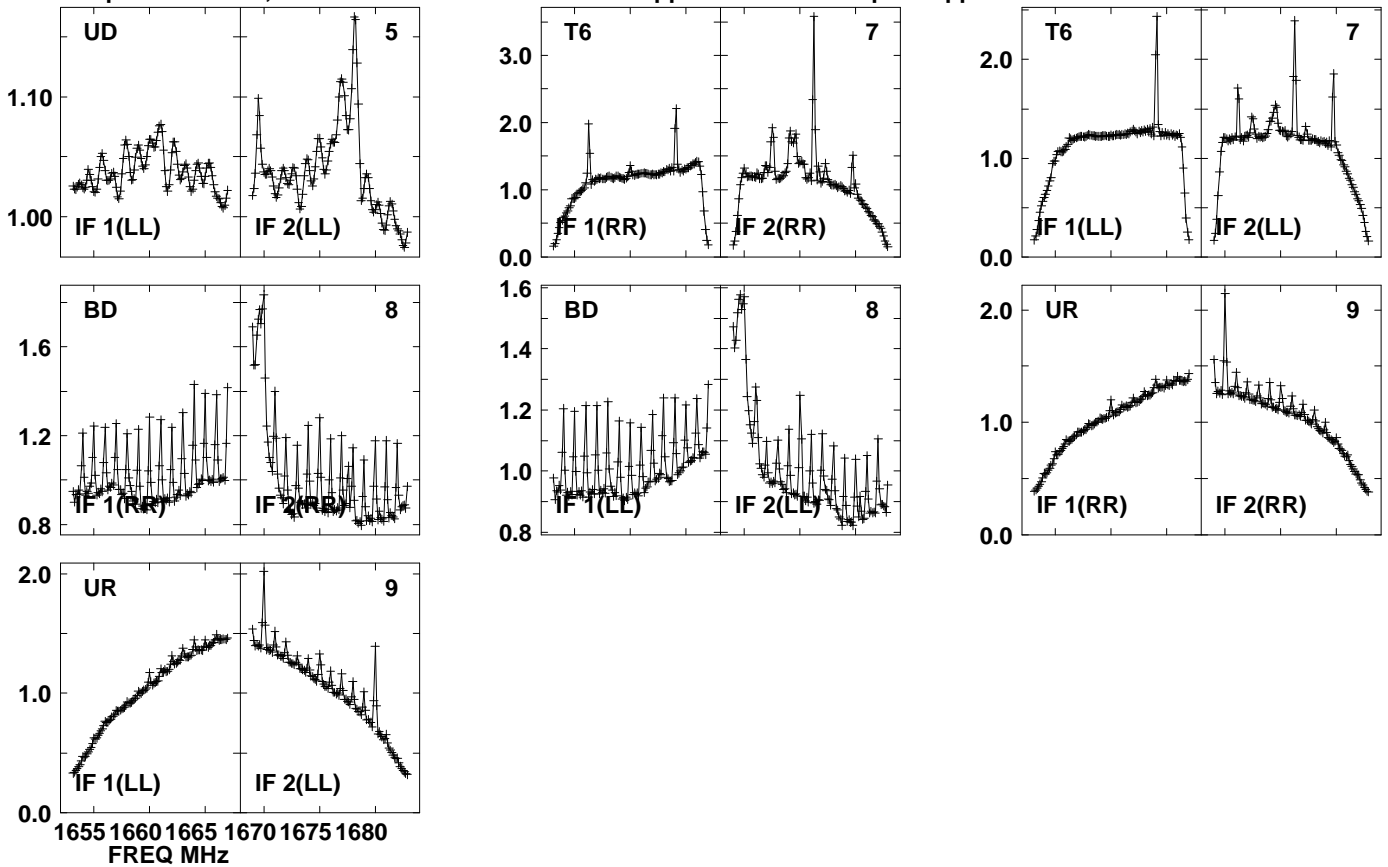 UD 5
1.10
1.00
IF 1(LL) IF 2(LL)
T6 7
3.0
2.0
1.0
0.0
IF 1(RR) IF 2(RR)
T6 7
2.0
1.0
0.0
IF 1(LL) IF 2(LL)
BD 8
1.6
1.2
0.8
IF 1(RR) IF 2(RR)
BD 8
1.6
1.4
1.2
1.0
0.8
IF 1(LL) IF 2(LL)
UR 9
2.0
1.0
0.0
IF 1(RR) IF 2(RR)
UR 9
2.0
1.0
0.0
IF 1(LL) IF 2(LL)
1655 1660 1665 1670 1675 1680
FREQ MHz